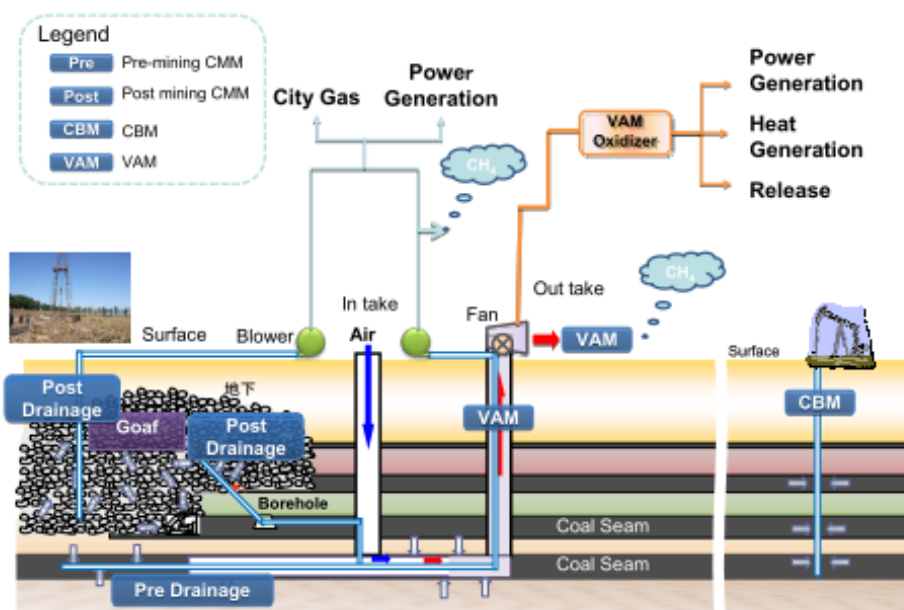 Legend
Pre Pre-mining CMM
Post Post mining CMM
CBM CBM
VAM VAM
City Gas
Power
Generation
CH4
VAM
Oxidizer
Power
Generation
Heat
Generation
Release
CH4
In take
Out take
Fan
Surface
Blower
Air
VAM
Surface
Post
Drainage
地下
Goaf
Post
Drainage
VAM
CBM
Borehole
Coal Seam
Coal Seam
Pre Drainage